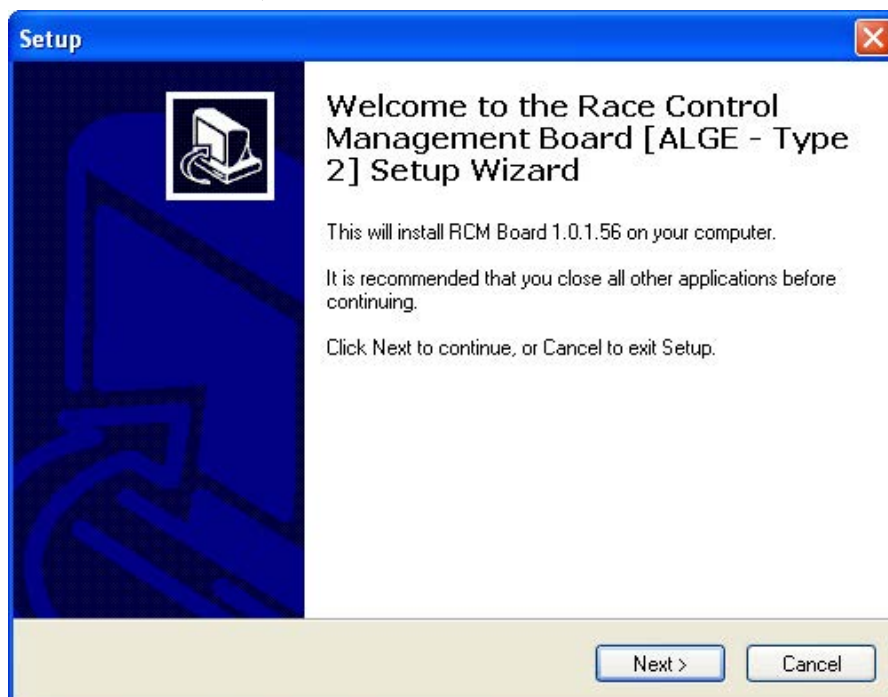 Setup
Welcome to the Race Control
Management Board [ALGE - Type
2] Setup Wizard
This will install RCM Board 1.0.1.56 on your computer.
It is recommended that you close all other applications before
continuing.
Click Next to continue, or Cancel to exit Setup.
Next >
Cancel